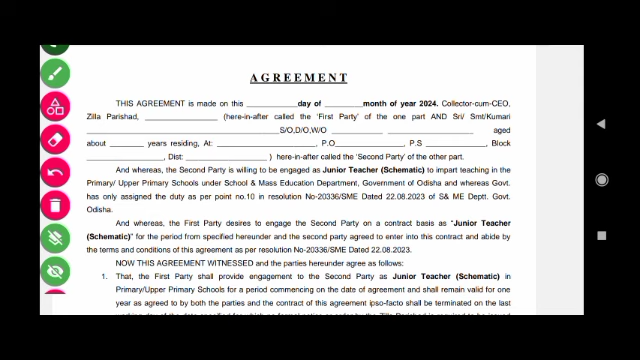 AGREEMENT
THIS AGREEMENT is made on this ____________day of _________month of year 2024. Collector-cum-CEO,
Zilla Parishad, _________________ (here-in-after called the 'First Party' of the one part AND Sri/ Smt/Kumari
____________________________________________S/O,D/O,W/O ____________ ____________________ aged
about ________ years residing, At: _______________________, P.O________________, P.S ______________, Block
__________________, Dist: ___________________ ) here-in-after called the 'Second Party' of the other part.
And whereas, the Second Party is willing to be engaged as Junior Teacher (Schematic) to impart teaching in the
Primary/ Upper Primary Schools under School & Mass Education Department, Government of Odisha and whereas Govt.
has only assigned the duty as per point no.10 in resolution No-20336/SME Dated 22.08.2023 of S& ME Deptt. Govt.
Odisha.
And whereas, the First Party desires to engage the Second Party on a contract basis as "Junior Teacher
(Schematic)" for the period from specified hereunder and the second party agreed to enter into this contract and abide by
the terms and conditions of this agreement as per resolution No-20336/SME Dated 22.08.2023.
NOW THIS AGREEMENT WITNESSED and the parties hereunder agree as follows:
1. That, the First Party shall provide engagement to the Second Party as Junior Teacher (Schematic) in
Primary/Upper Primary Schools for a period commencing on the date of agreement and shall remain valid for one
year as agreed to by both the parties and the contract of this agreement ipso-facto shall be terminated on the last